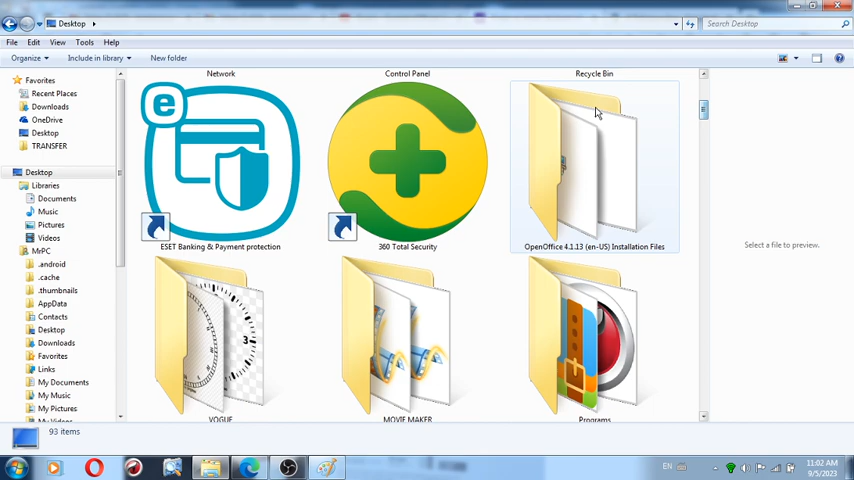 Desktop
Search Desktop
File Edit View Tools Help
Organize Include in library New folder
Favorites
Recent Places
Downloads
OneDrive
Desktop
TRANSFER
Desktop
Libraries
Documents
Music
Pictures
Videos
MrPC
.android
.cache
.thumbnails
AppData
Contacts
Desktop
Downloads
Favorites
Links
My Documents
My Music
My Pictures
My Videos
Network
Control Panel
Recycle Bin
e
ESET Banking & Payment protection
360 Total Security
OpenOffice 4.1.13 (en-US) Installation Files
3
VOGUE
MOVIE MAKER
Programs
Select a file to preview.
93 items
EN
11:02 AM
9/5/2023